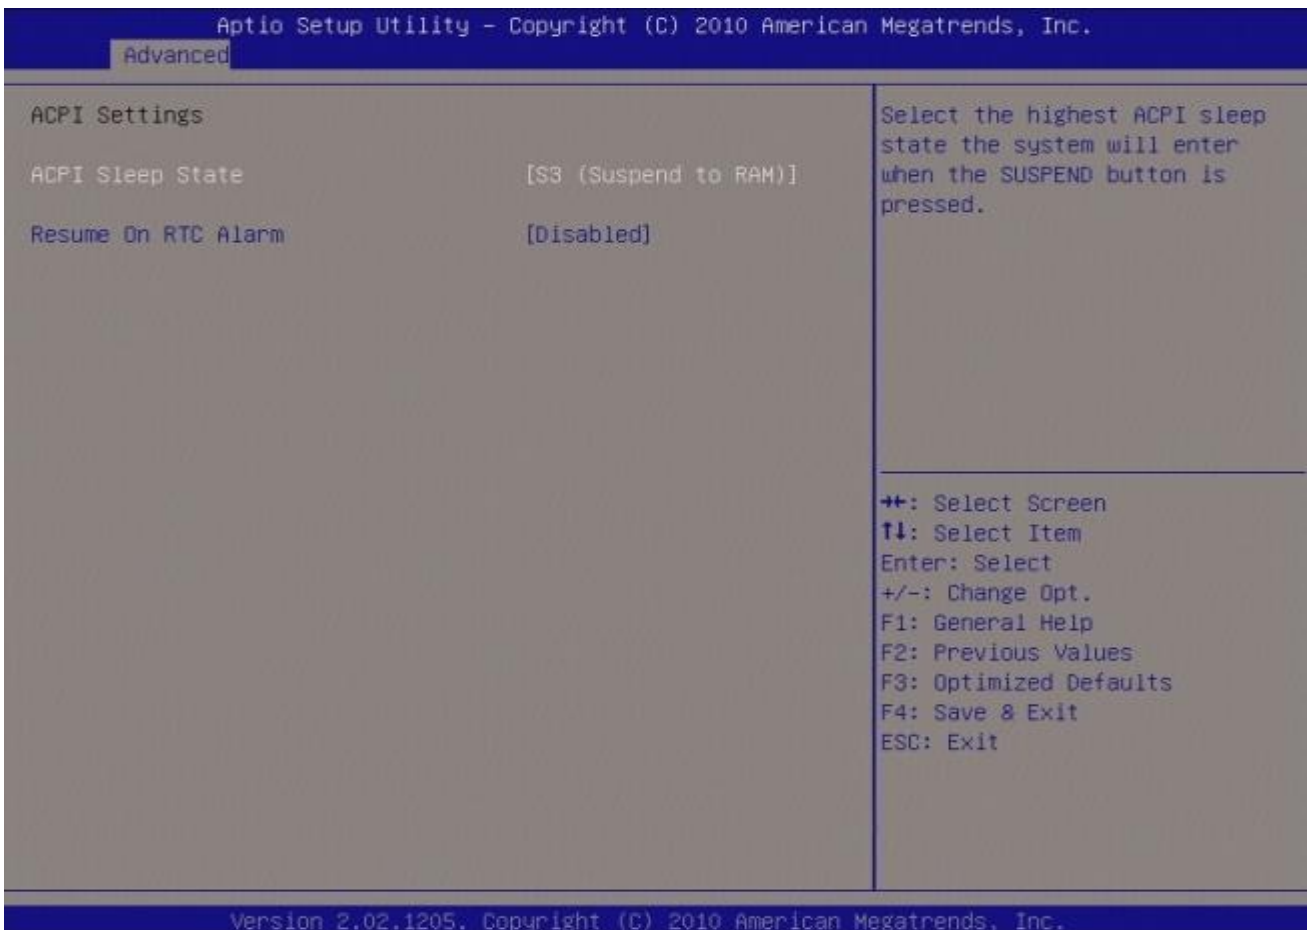 Aptio Setup Utility – Copyright (C) 2010 American Megatrends, Inc.
Advanced
ACPI Settings
ACPI Sleep State [S3 (Suspend to RAM)]
Resume On RTC Alarm [Disabled]
Select the highest ACPI sleep
state the system will enter
when the SUSPEND button is
pressed.
→←: Select Screen
↑↓: Select Item
Enter: Select
+/-: Change Opt.
F1: General Help
F2: Previous Values
F3: Optimized Defaults
F4: Save & Exit
ESC: Exit
Version 2.02.1205. Copyright (C) 2010 American Megatrends, Inc.